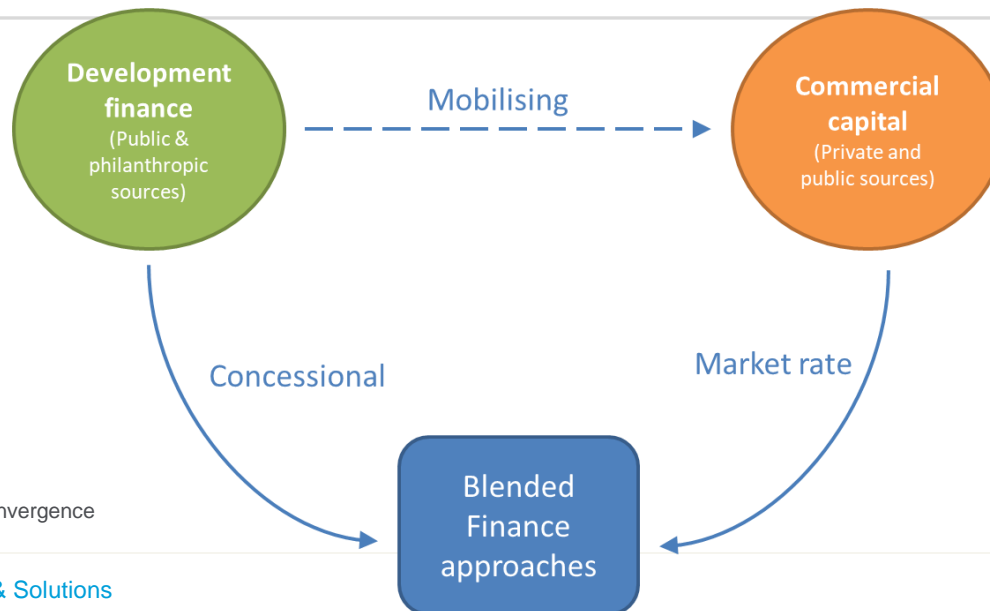 Development
finance
(Public &
philanthropic
sources)
Mobilising
Commercial
capital
(Private and
public sources)
Concessional
Market rate
Blended
Finance
approaches
nvergence
& Solutions